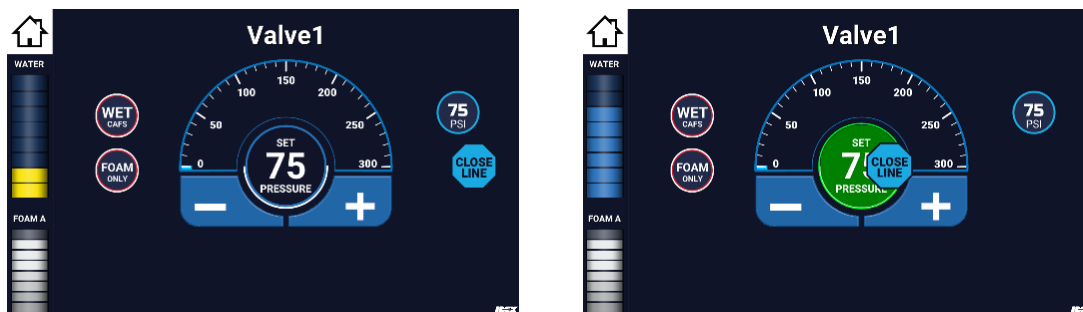 Valve1
WATER
WET
CAFS
FOAM
ONLY
FOAM A
0
50
100
150
200
250
300
SET
75
PRESSURE
75
PSI
CLOSE
LINE
Valve1
WATER
WET
CAFS
FOAM
ONLY
FOAM A
0
50
100
150
200
250
300
SET
PRESSURE
CLOSE
LINE
75
PSI